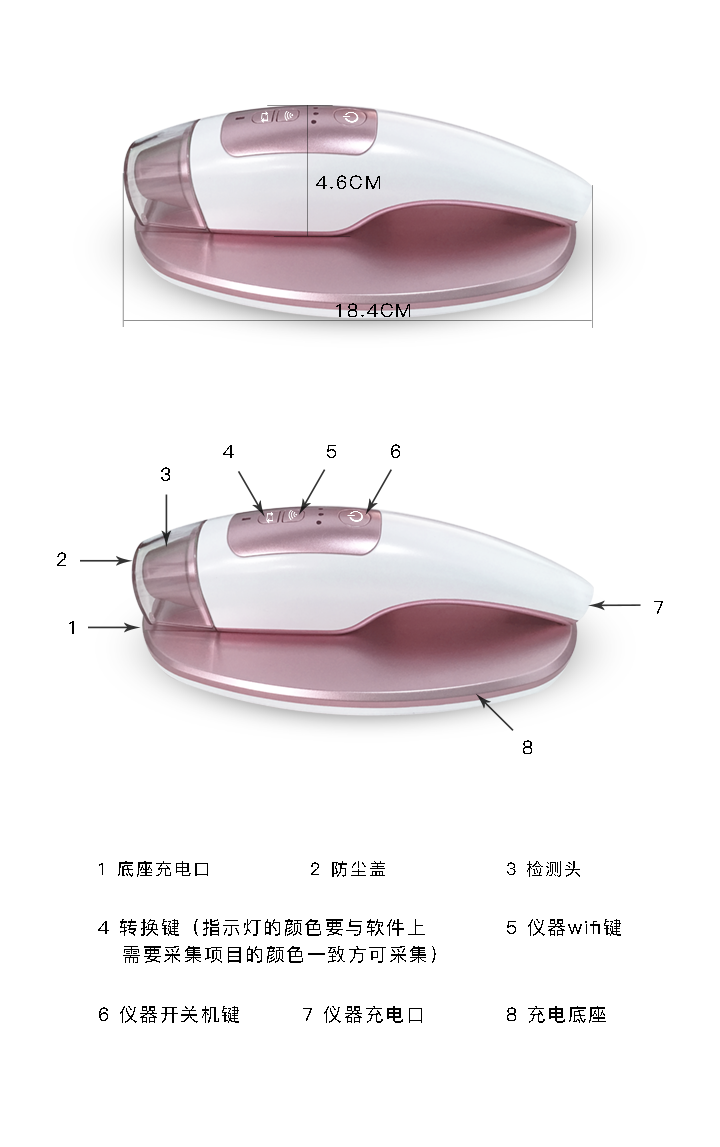 4.6CM
18.4CM
4 5 6
3
2
7
1
8
1 底座充电口 2 防尘盖 3 检测头
4 转换键（指示灯的颜色要与软件上 5 仪器wifi键
需要采集项目的颜色一致方可采集）
6 仪器开关机键 7 仪器充电口 8 充电底座